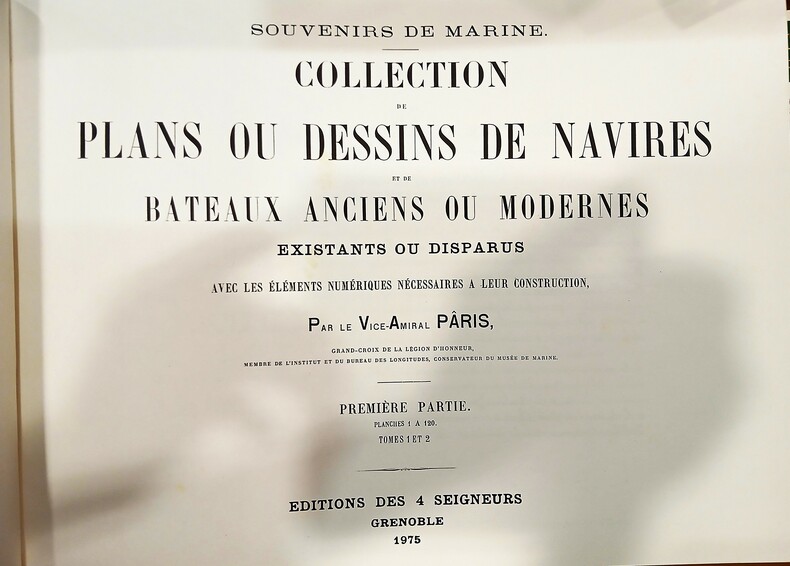 SOUVENIRS DE MARINE.
COLLECTION
DE
PLANS OU DESSINS DE NAVIRES
ET DE
BATEAUX ANCIENS OU MODERNES
EXISTANTS OU DISPARUS
AVEC LES ÉLÉMENTS NUMÉRIQUES NÉCESSAIRES A LEUR CONSTRUCTION,
PAR LE VICE-AMIRAL PÂRIS,
GRAND-CROIX DE LA LÉGION D'HONNEUR,
MEMBRE DE L'INSTITUT ET DU BUREAU DES LONGITUDES, CONSERVATEUR DU MUSÉE DE MARINE.
PREMIÈRE PARTIE.
PLANCHES 1 A 120.
TOMES 1 ET 2
EDITIONS DES 4 SEIGNEURS
GRENOBLE
1975